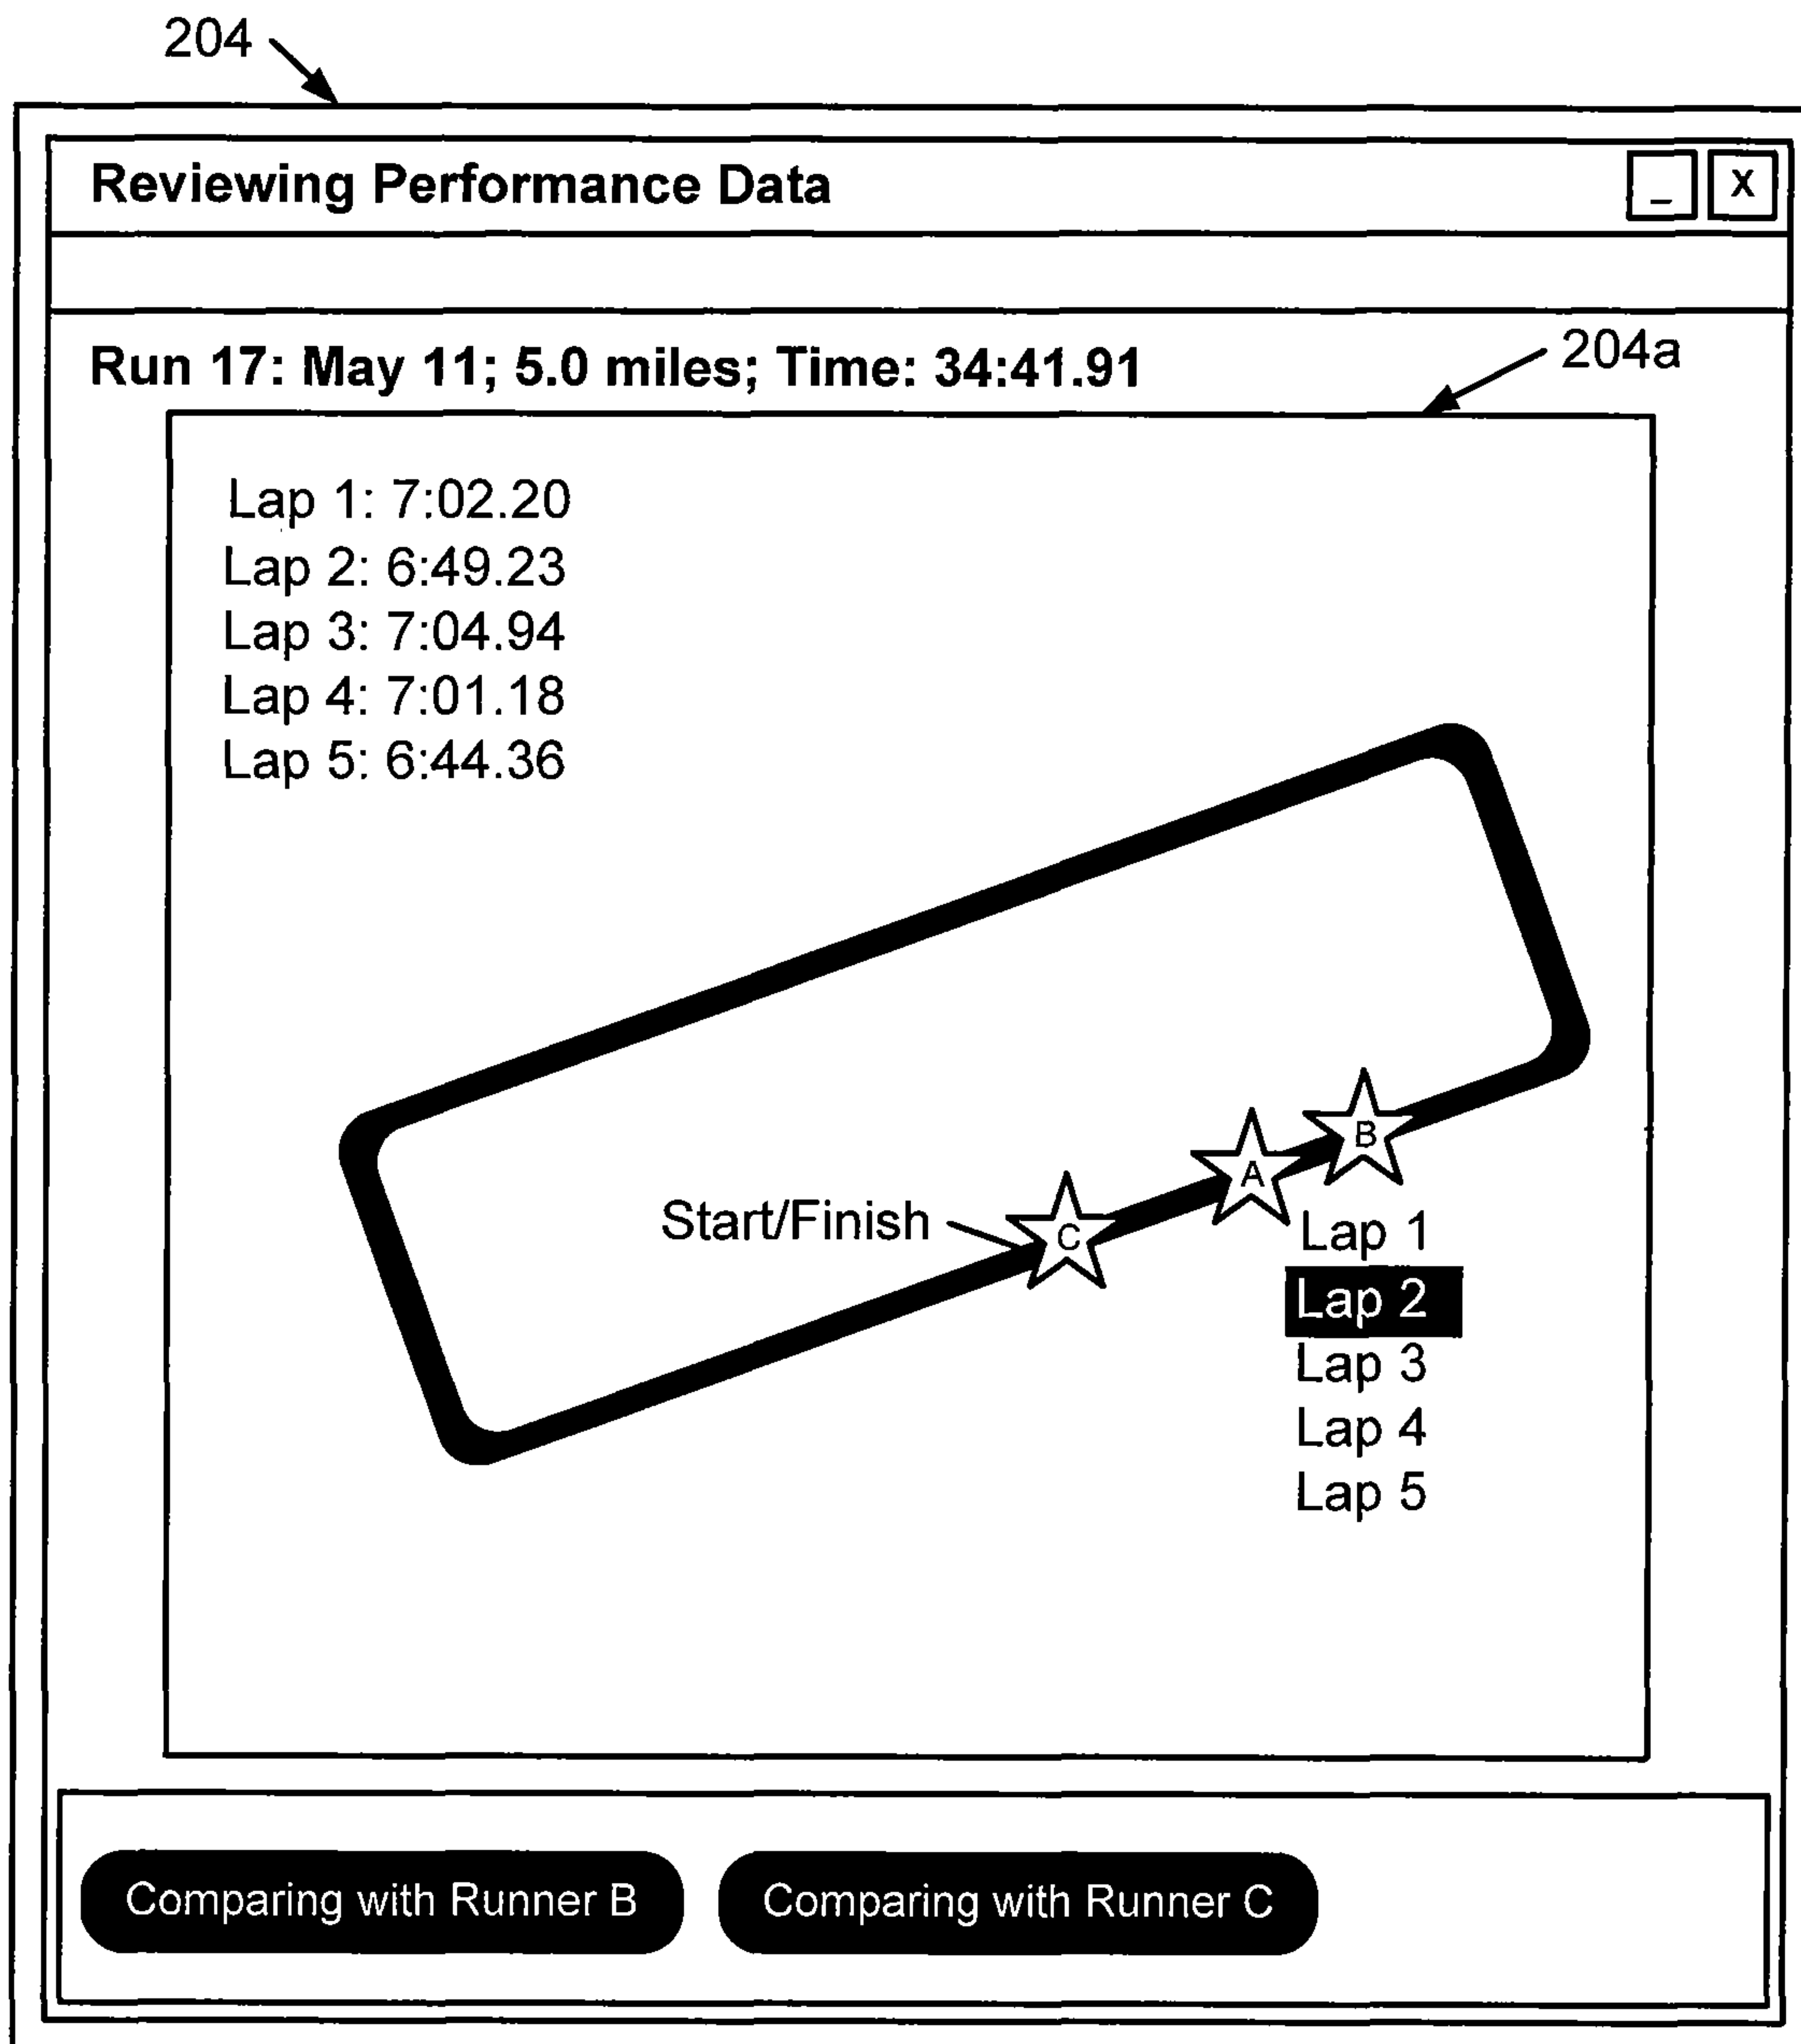 204
Reviewing Performance Data
_ X
Run 17: May 11; 5.0 miles; Time: 34:41.91
204a
Lap 1: 7:02.20
Lap 2: 6:49.23
Lap 3: 7:04.94
Lap 4: 7:01.18
Lap 5: 6:44.36
B
A
Start/Finish
C
Lap 1
Lap 2
Lap 3
Lap 4
Lap 5
Comparing with Runner B
Comparing with Runner C